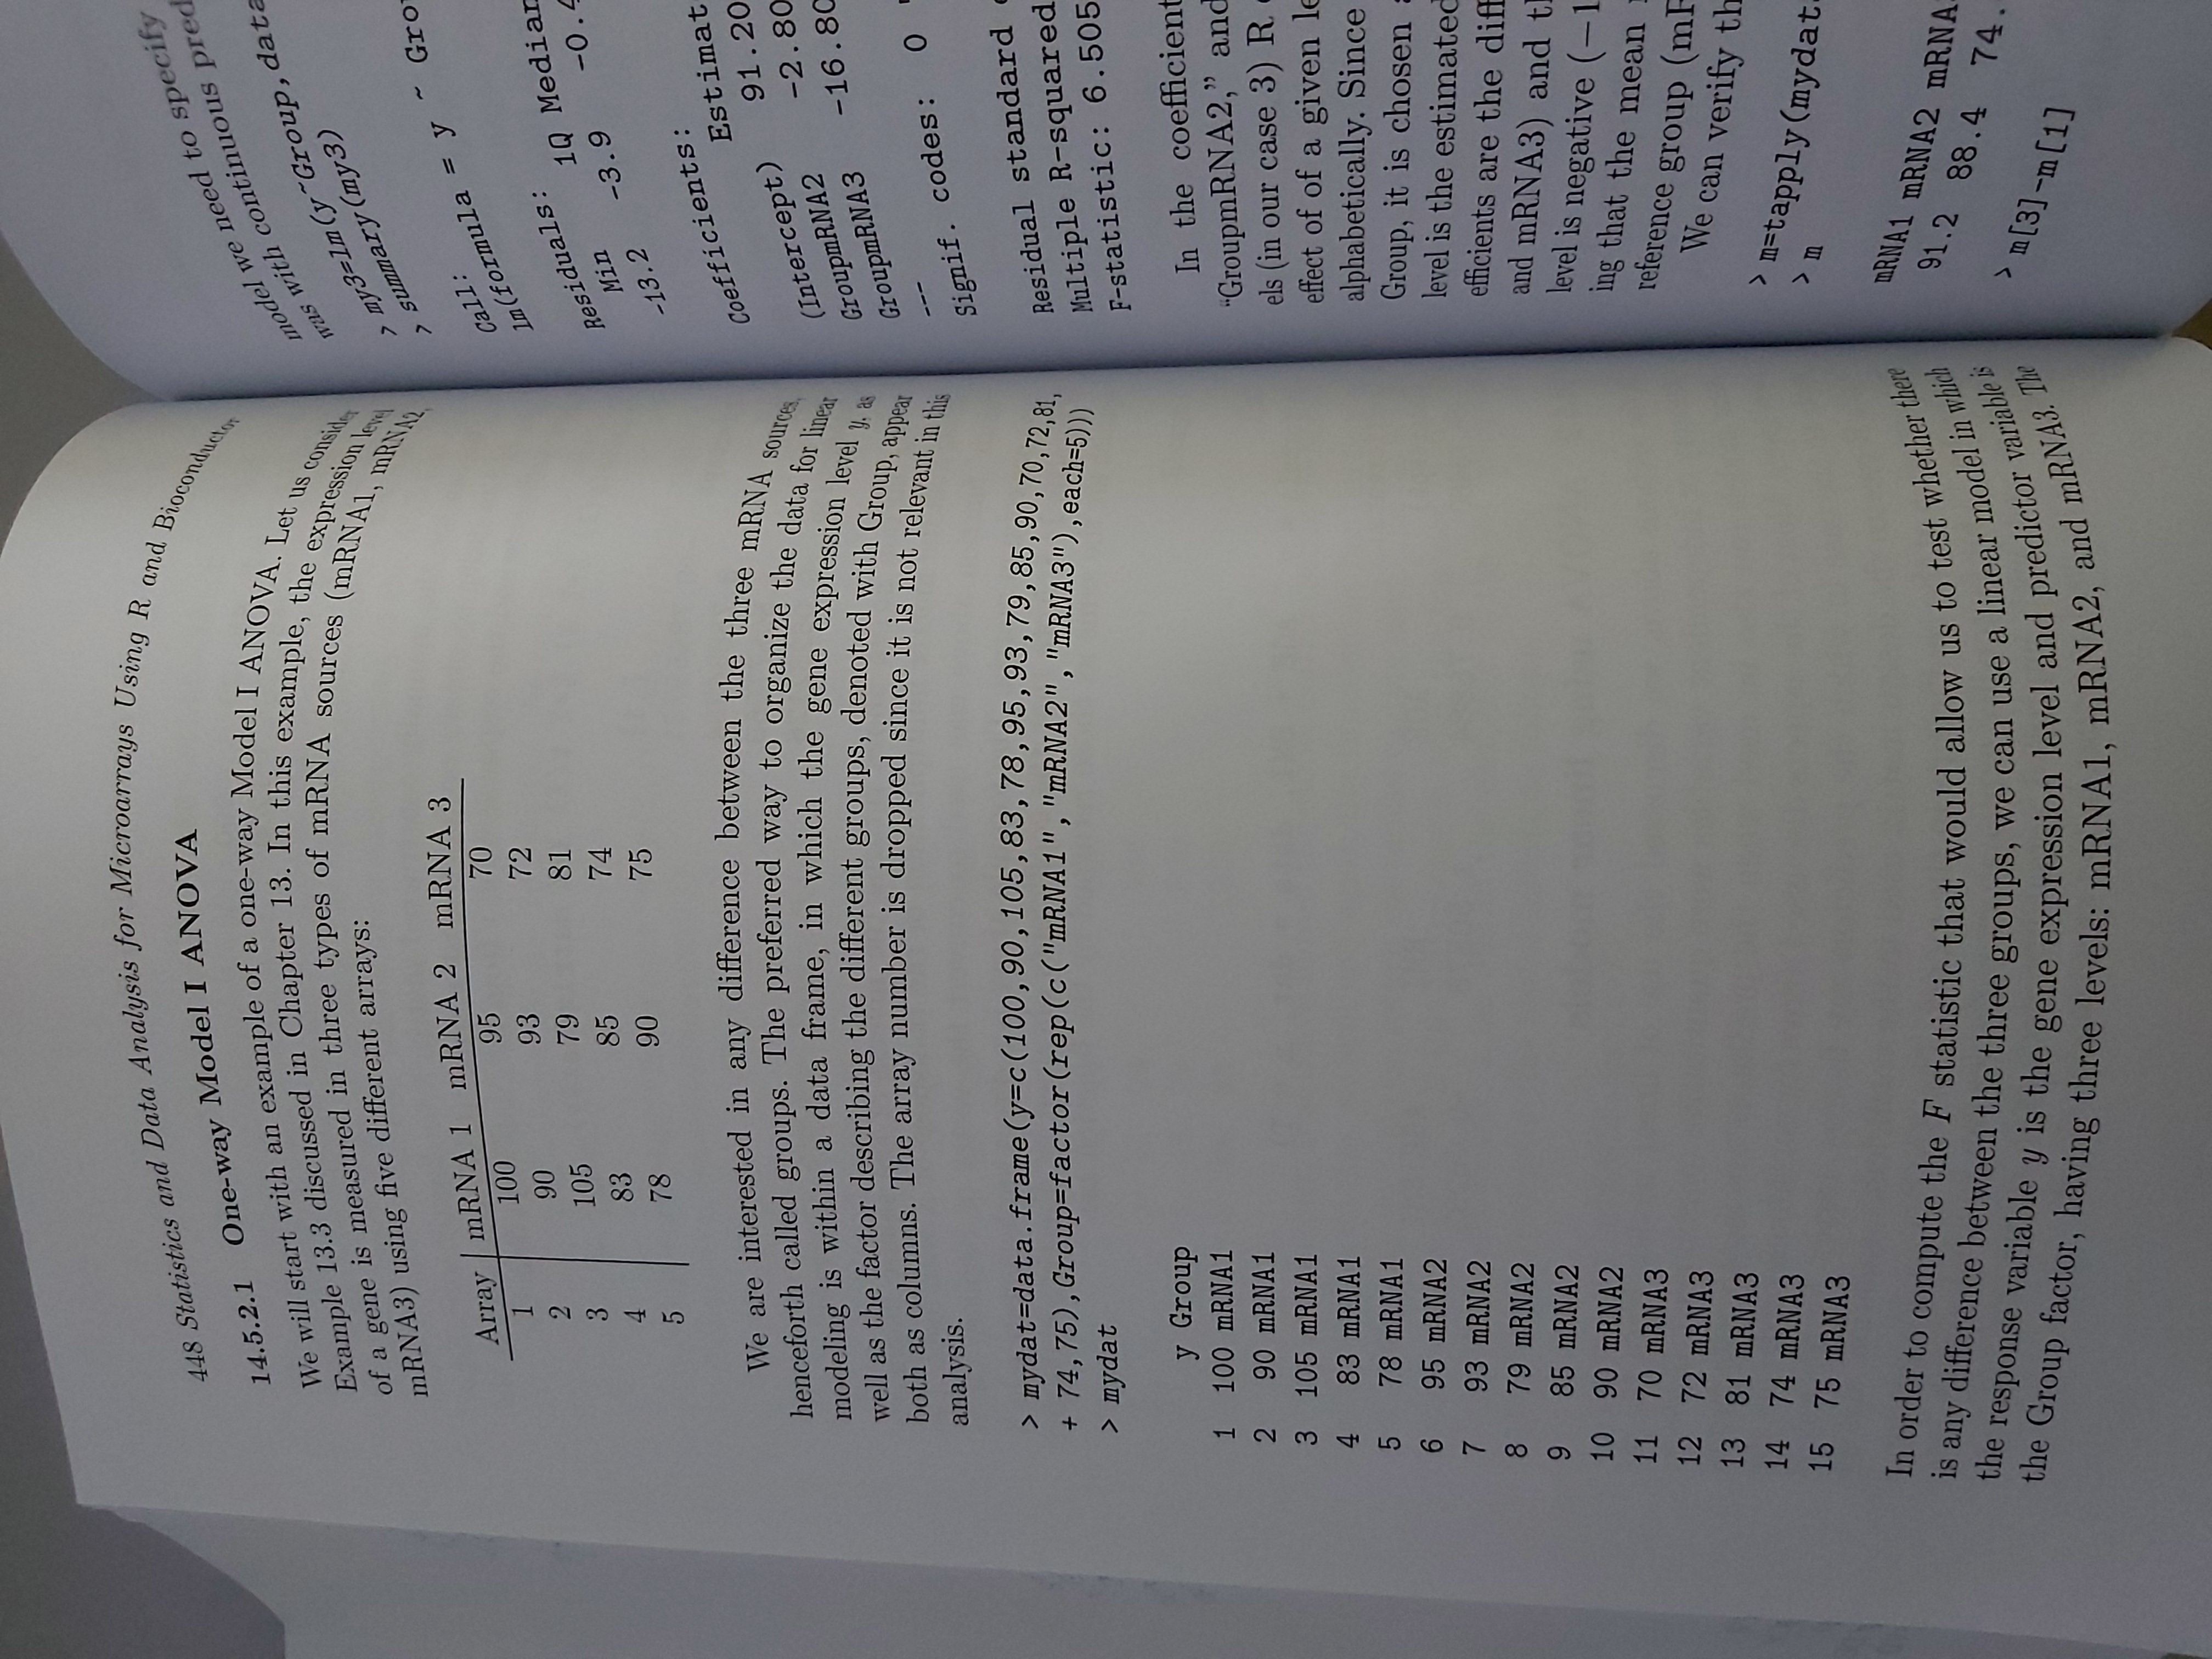 448 Statistics and Data Analysis for Microarrays Using R and Bioconductor
14.5.2.1 One-way Model I ANOVA
We will start with an example of a one-way Model I ANOVA. Let us consider
Example 13.3 discussed in Chapter 13. In this example, the expression level
of a gene is measured in three types of mRNA sources (mRNA1, mRNA2,
mRNA3) using five different arrays:
Array mRNA 1 mRNA 2 mRNA 3
1 100 95 70
2 90 93 72
3 105 79 81
4 83 85 74
5 78 90 75
We are interested in any difference between the three mRNA sources,
henceforth called groups. The preferred way to organize the data for linear
modeling is within a data frame, in which the gene expression level y, as
well as the factor describing the different groups, denoted with Group, appear
both as columns. The array number is dropped since it is not relevant in this
analysis.
> mydat=data.frame(y=c(100,90,105,83,78,95,93,79,85,90,70,72,81,
+ 74,75),Group=factor(rep(c("mRNA1","mRNA2","mRNA3"),each=5)))
> mydat
y Group
1 100 mRNA1
2 90 mRNA1
3 105 mRNA1
4 83 mRNA1
5 78 mRNA1
6 95 mRNA2
7 93 mRNA2
8 79 mRNA2
9 85 mRNA2
10 90 mRNA2
11 70 mRNA3
12 72 mRNA3
13 81 mRNA3
14 74 mRNA3
15 75 mRNA3
In order to compute the F statistic that would allow us to test whether there
is any difference between the three groups, we can use a linear model in which
the response variable y is the gene expression level and predictor variable is
the Group factor, having three levels: mRNA1, mRNA2, and mRNA3. The
model we need to specify
was with continuous pred
> my3=lm(y~Group,data
> summary(my3)
Call:
lm(formula = y ~ Gro
Residuals:
Min 1Q Median
-13.2 -3.9 -0.4
Coefficients:
Estimat
(Intercept) 91.20
GroupmRNA2 -2.80
GroupmRNA3 -16.80
---
Signif. codes: 0
Residual standard
Multiple R-squared
F-statistic: 6.505
In the coefficient
“GroupmRNA2,” and
els (in our case 3) R
effect of of a given le
alphabetically. Since
Group, it is chosen
level is the estimated
efficients are the diff
and mRNA3) and th
level is negative (−1
ing that the mean
reference group (mR
We can verify th
> m=tapply(mydat
> m
mRNA1 mRNA2 mRNA
91.2 88.4 74.
> m[3]-m[1]